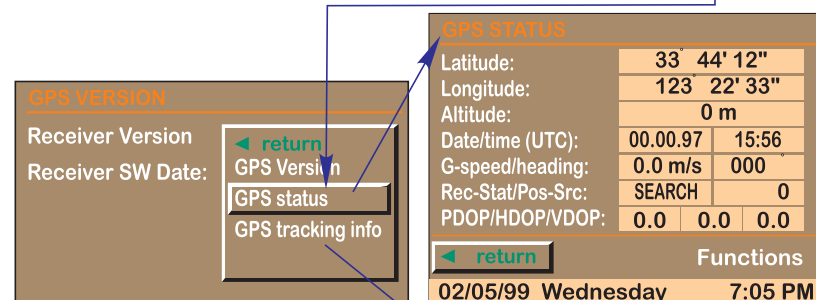 GPS VERSION
Receiver Version
Receiver SW Date:
◄ return
GPS Version
GPS status
GPS tracking info
GPS STATUS
Latitude: 33° 44' 12"
Longitude: 123° 22' 33"
Altitude: 0 m
Date/time (UTC): 00.00.97 15:56
G-speed/heading: 0.0 m/s 000°
Rec-Stat/Pos-Src: SEARCH 0
PDOP/HDOP/VDOP: 0.0 0.0 0.0
◄ return Functions
02/05/99 Wednesday 7:05 PM